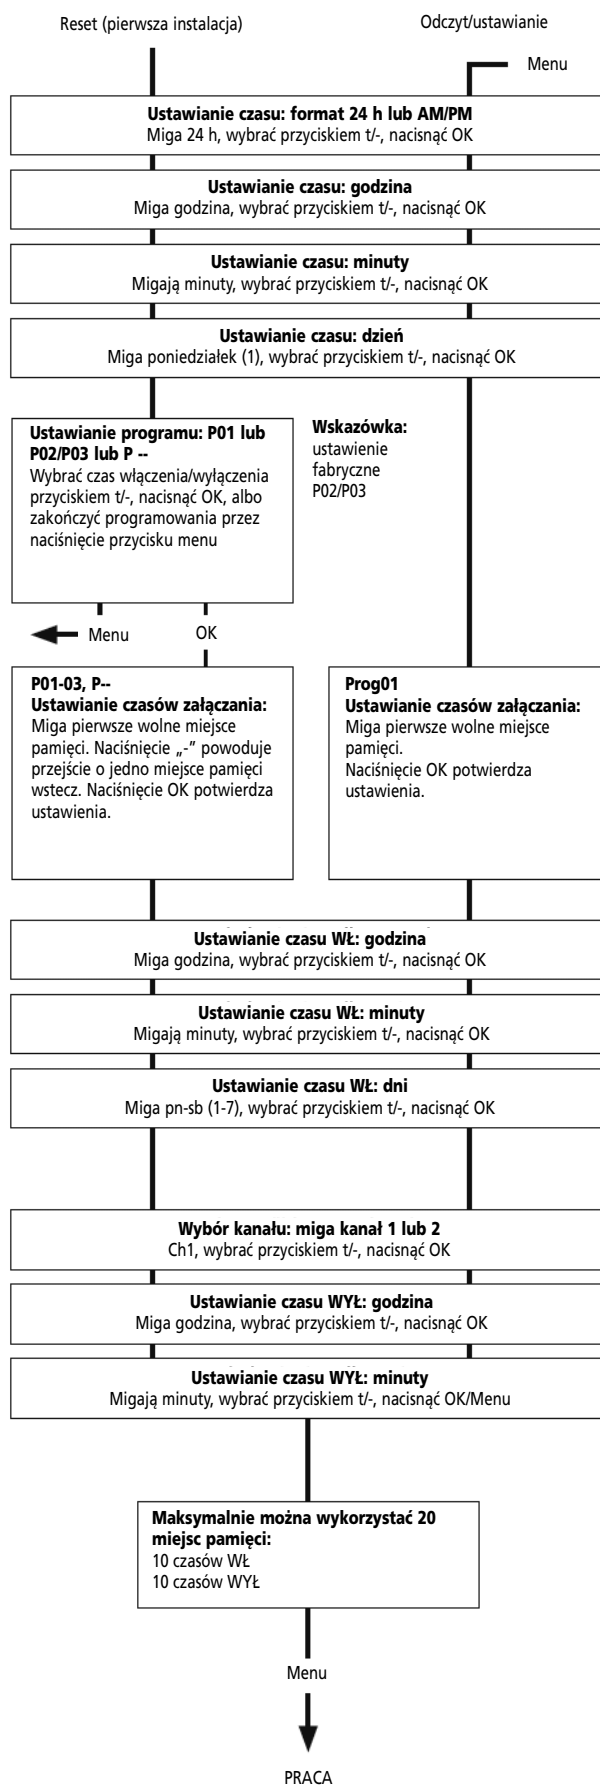 Reset (pierwsza instalacja)
Odczyt/ustawianie
Menu
Ustawianie czasu: format 24 h lub AM/PM
Miga 24 h, wybrać przyciskiem t/-, nacisnąć OK
Ustawianie czasu: godzina
Miga godzina, wybrać przyciskiem t/-, nacisnąć OK
Ustawianie czasu: minuty
Migają minuty, wybrać przyciskiem t/-, nacisnąć OK
Ustawianie czasu: dzień
Miga poniedziałek (1), wybrać przyciskiem t/-, nacisnąć OK
Ustawianie programu: P01 lub
P02/P03 lub P --
Wybrać czas włączenia/wyłączenia
przyciskiem t/-, nacisnąć OK, albo
zakończyć programowania przez
naciśnięcie przycisku menu
Wskazówka:
ustawienie
fabryczne
P02/P03
Menu
OK
P01-03, P--
Ustawianie czasów załączania:
Miga pierwsze wolne miejsce
pamięci. Naciśnięcie „-” powoduje
przejście o jedno miejsce pamięci
wstecz. Naciśnięcie OK potwierdza
ustawienia.
Prog01
Ustawianie czasów załączania:
Miga pierwsze wolne miejsce
pamięci.
Naciśnięcie OK potwierdza
ustawienia.
Ustawianie czasu WŁ: godzina
Miga godzina, wybrać przyciskiem t/-, nacisnąć OK
Ustawianie czasu WŁ: minuty
Migają minuty, wybrać przyciskiem t/-, nacisnąć OK
Ustawianie czasu WŁ: dni
Miga pn-sb (1-7), wybrać przyciskiem t/-, nacisnąć OK
Wybór kanału: miga kanał 1 lub 2
Ch1, wybrać przyciskiem t/-, nacisnąć OK
Ustawianie czasu WYŁ: godzina
Miga godzina, wybrać przyciskiem t/-, nacisnąć OK
Ustawianie czasu WYŁ: minuty
Migają minuty, wybrać przyciskiem t/-, nacisnąć OK/Menu
Maksymalnie można wykorzystać 20
miejsc pamięci:
10 czasów WŁ
10 czasów WYŁ
Menu
PRACA